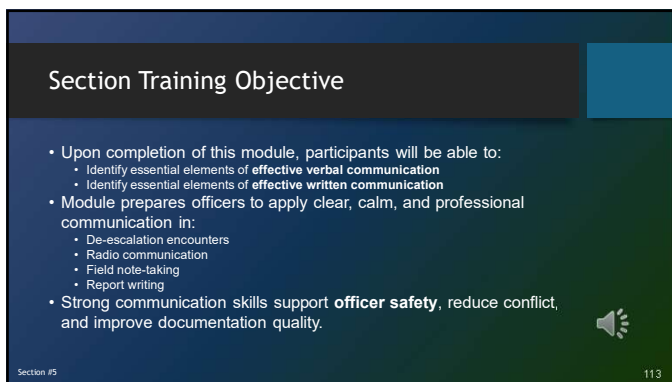 Section Training Objective
• Upon completion of this module, participants will be able to:
• Identify essential elements of effective verbal communication
• Identify essential elements of effective written communication
• Module prepares officers to apply clear, calm, and professional
communication in:
• De-escalation encounters
• Radio communication
• Field note-taking
• Report writing
• Strong communication skills support officer safety, reduce conflict,
and improve documentation quality.
Section #5
113